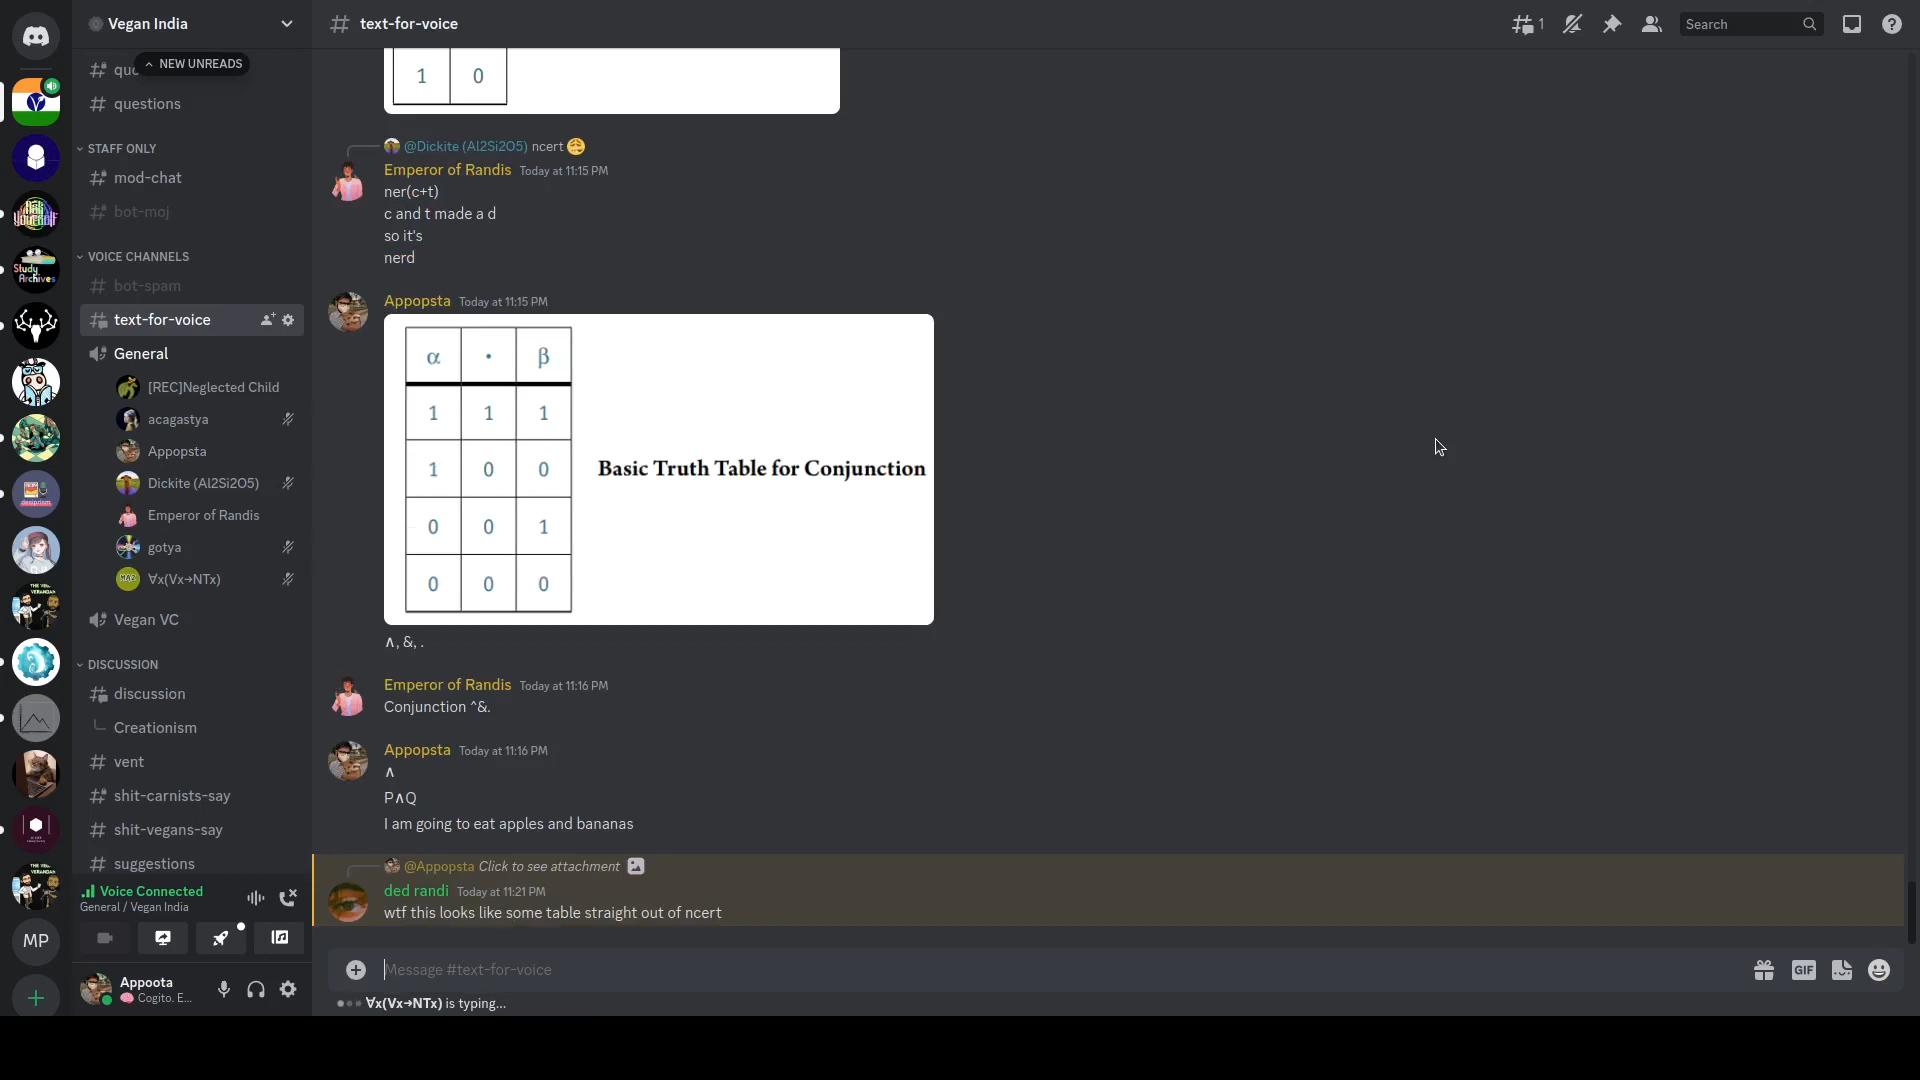 Vegan India
text-for-voice
1
Search
NEW UNREADS
questions
STAFF ONLY
mod-chat
bot-moj
VOICE CHANNELS
bot-spam
text-for-voice
General
[REC]Neglected Child
acagastya
Appopsta
Dickite (Al2Si2O5)
Emperor of Randis
gotya
∀x(Vx→NTx)
Vegan VC
DISCUSSION
discussion
Creationism
vent
shit-carnists-say
shit-vegans-say
suggestions
Voice Connected
General / Vegan India
Appoota
Cogito. E...
MP
Study
Archives
1 0
@Dickite (Al2Si2O5) ncert
Emperor of Randis Today at 11:15 PM
ner(c+t)
c and t made a d
so it's
nerd
Appopsta Today at 11:15 PM
α · β
1 1 1
1 0 0
0 0 1
0 0 0
Basic Truth Table for Conjunction
∧, &, .
Emperor of Randis Today at 11:16 PM
Conjunction ^&.
Appopsta Today at 11:16 PM
∧
P∧Q
I am going to eat apples and bananas
@Appopsta Click to see attachment
ded randi Today at 11:21 PM
wtf this looks like some table straight out of ncert
Message #text-for-voice
GIF
∀x(Vx→NTx) is typing...